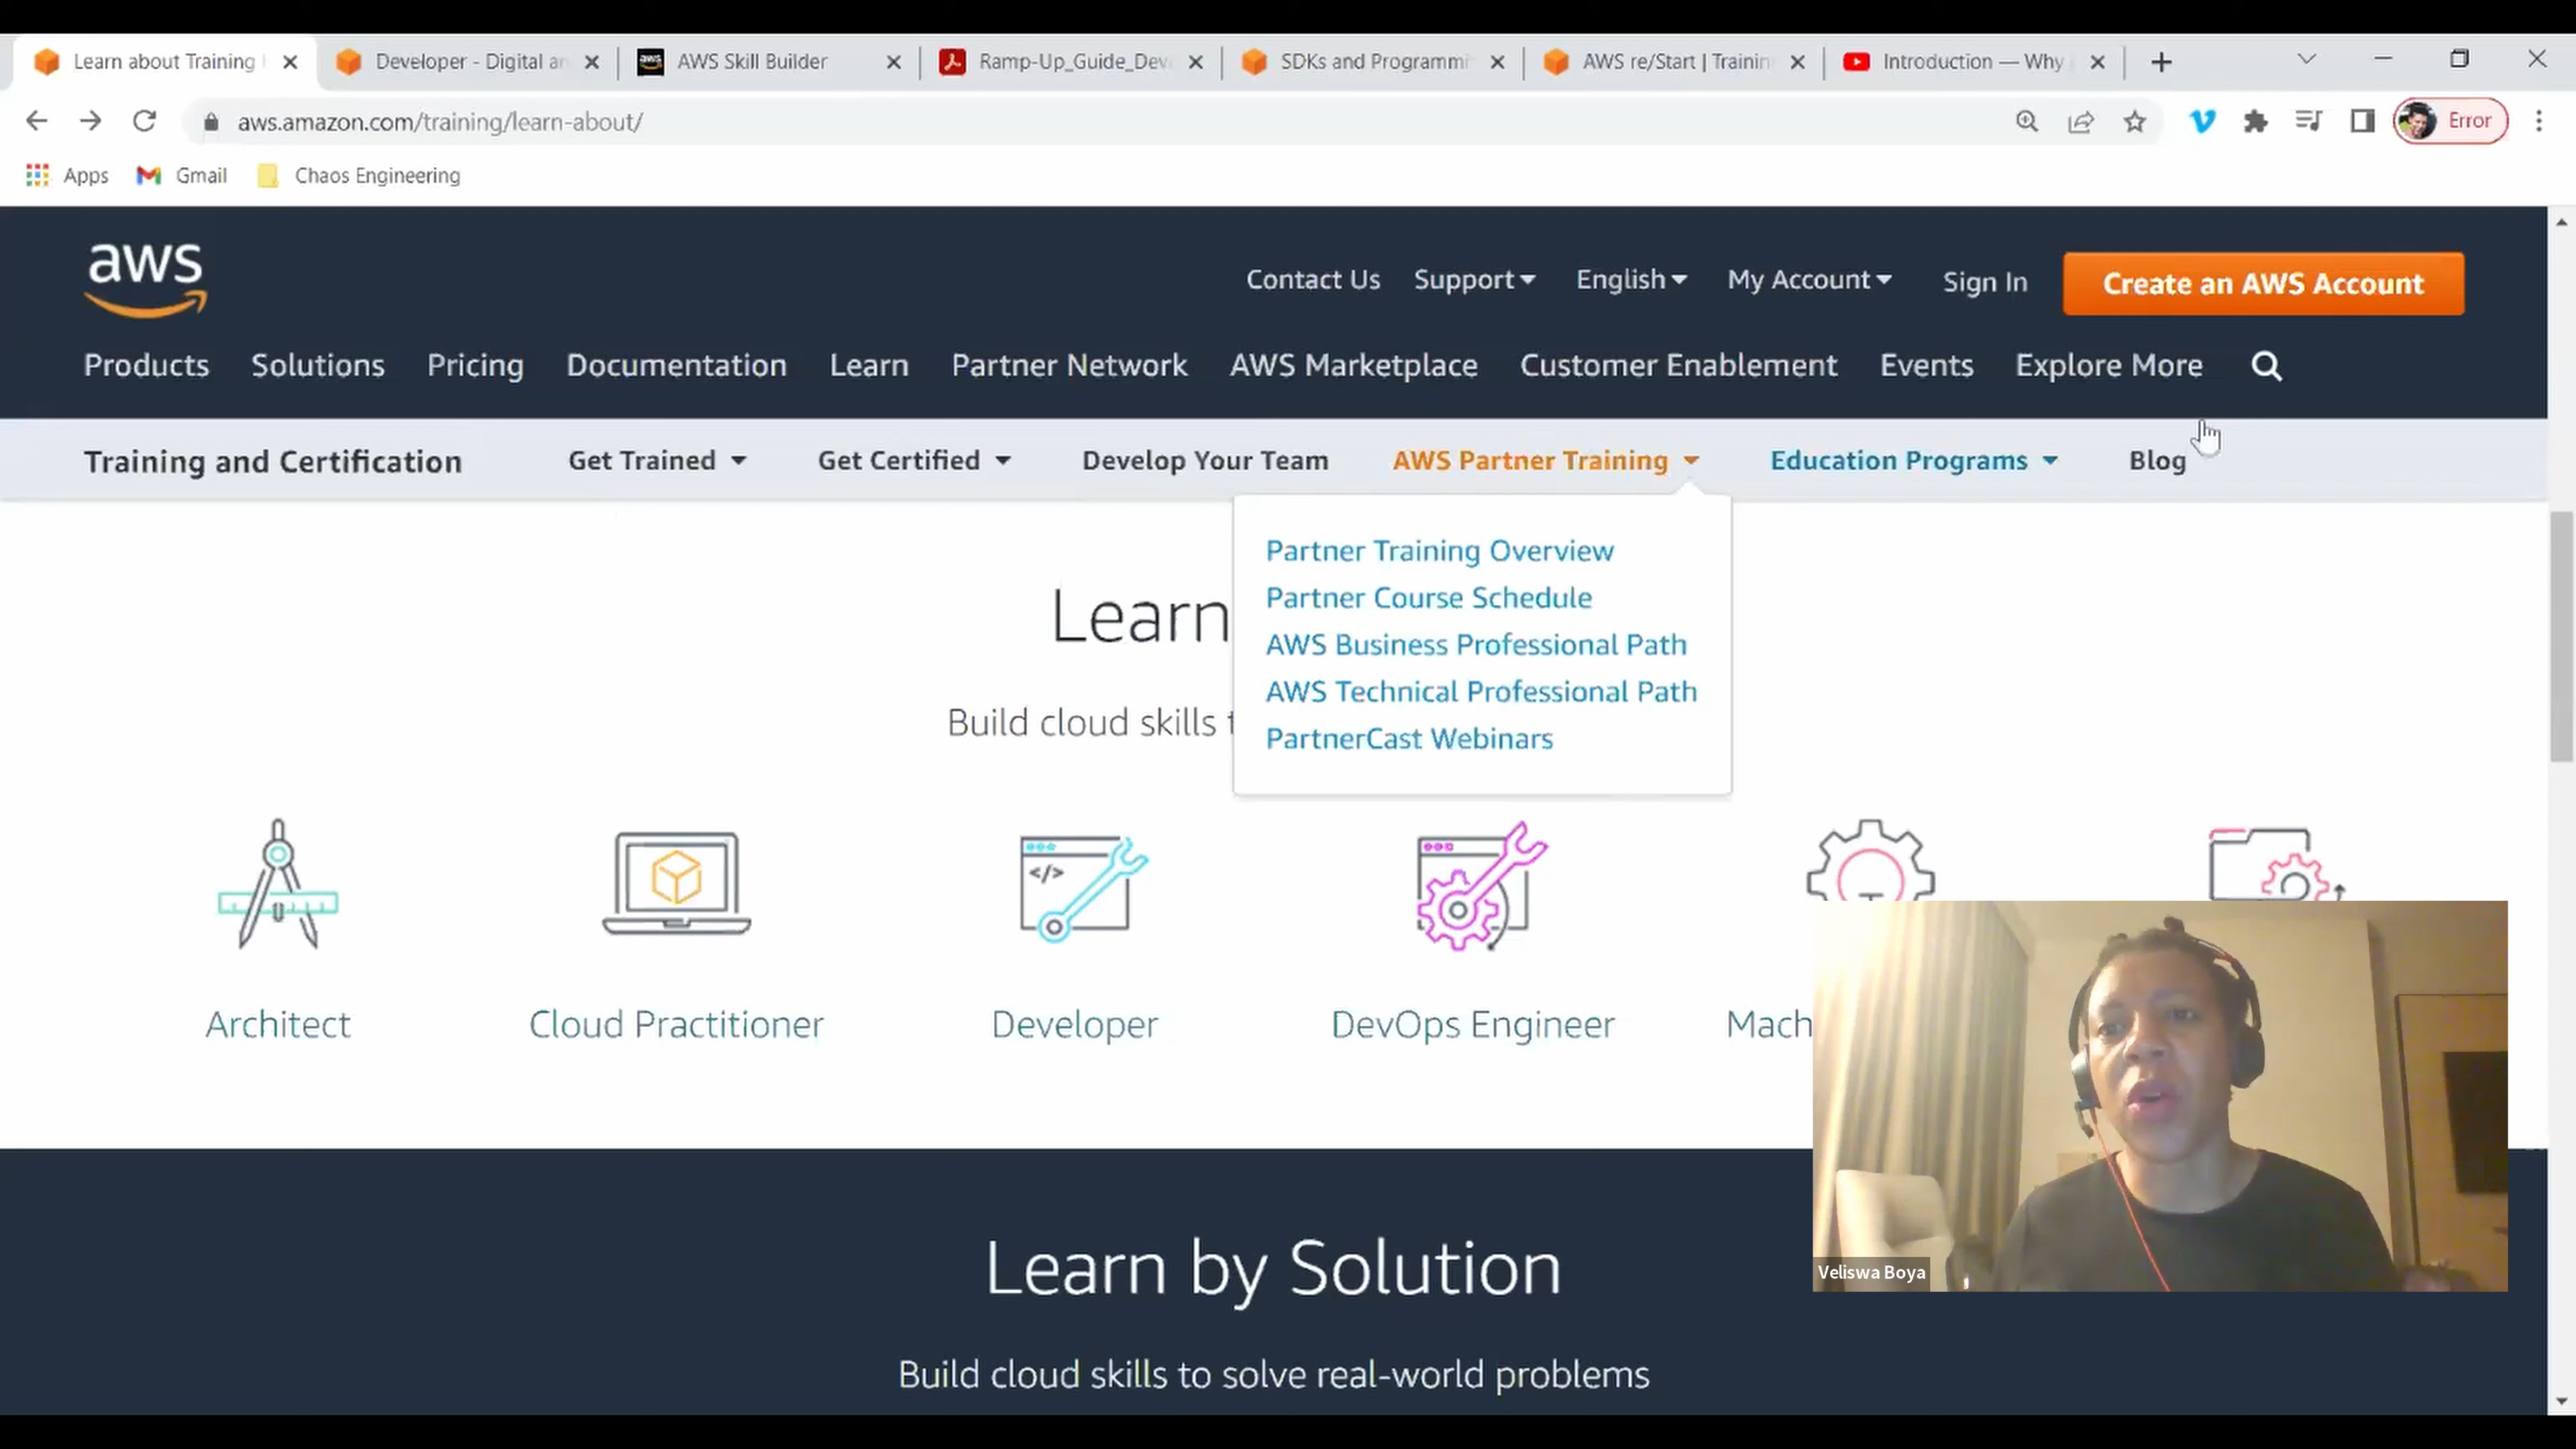 Learn about Training
Developer - Digital an
AWS Skill Builder
Ramp-Up_Guide_Dev
SDKs and Programmi
AWS re/Start | Trainin
Introduction — Why
aws.amazon.com/training/learn-about/
Error
Apps
Gmail
Chaos Engineering
aws
Contact Us
Support
English
My Account
Sign In
Create an AWS Account
Products
Solutions
Pricing
Documentation
Learn
Partner Network
AWS Marketplace
Customer Enablement
Events
Explore More
Training and Certification
Get Trained
Get Certified
Develop Your Team
AWS Partner Training
Education Programs
Blog
Partner Training Overview
Partner Course Schedule
AWS Business Professional Path
AWS Technical Professional Path
PartnerCast Webinars
Learn
Build cloud skills
Architect
Cloud Practitioner
Developer
DevOps Engineer
Mach
Veliswa Boya
Learn by Solution
Build cloud skills to solve real-world problems